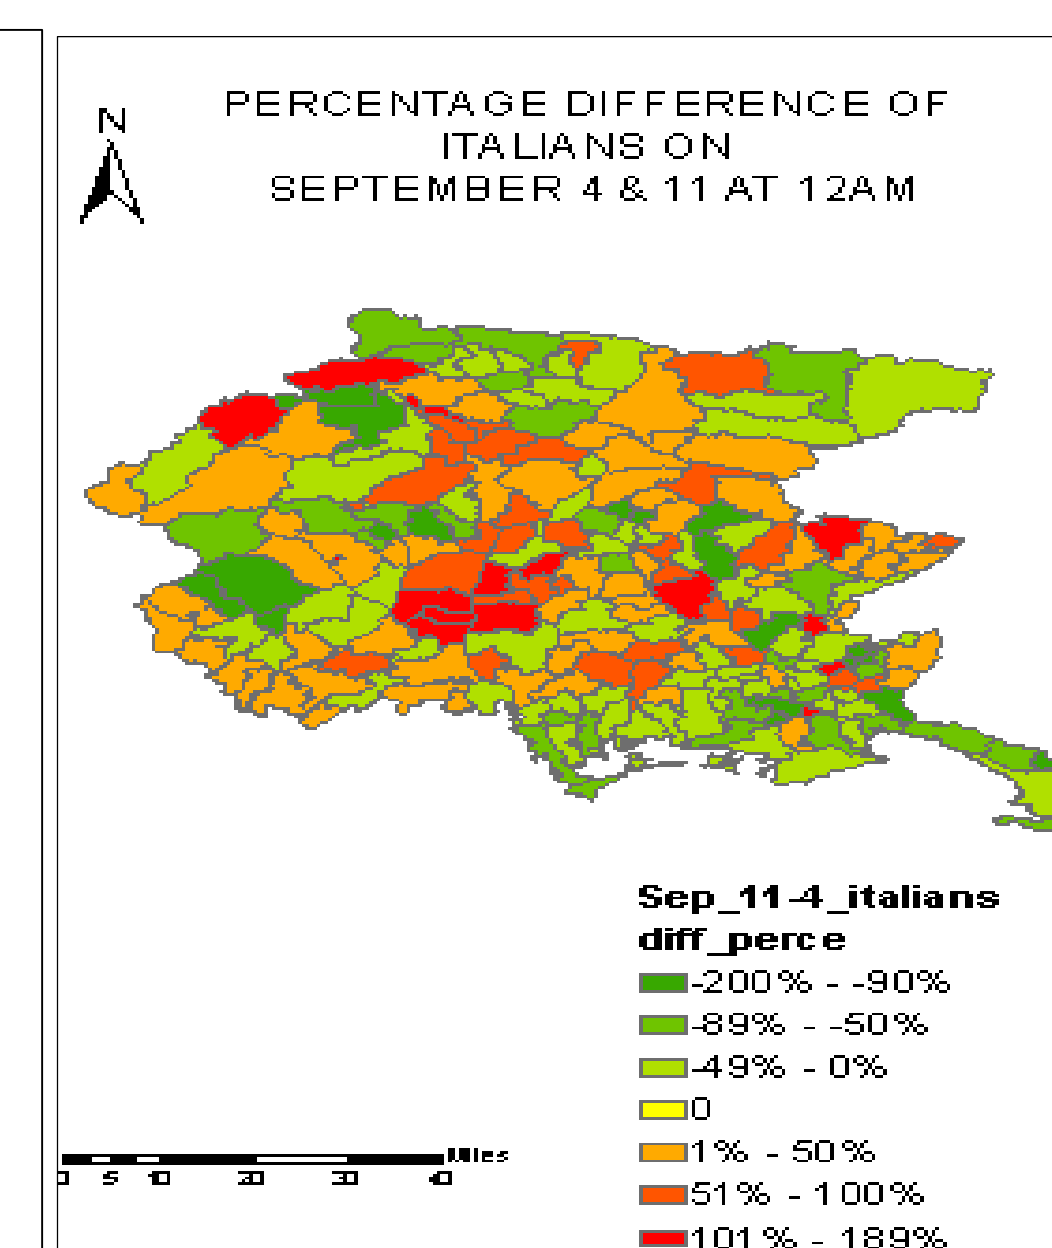 N
PERCENTAGE DIFFERENCE OF
ITALIANS ON
SEPTEMBER 4 & 11 AT 12AM
Sep_11-4_italians
diff_perce
-200% - -90%
-89% - -50%
-49% - 0%
0
1% - 50%
51% - 100%
101% - 189%
Miles
0 5 10 20 30 40